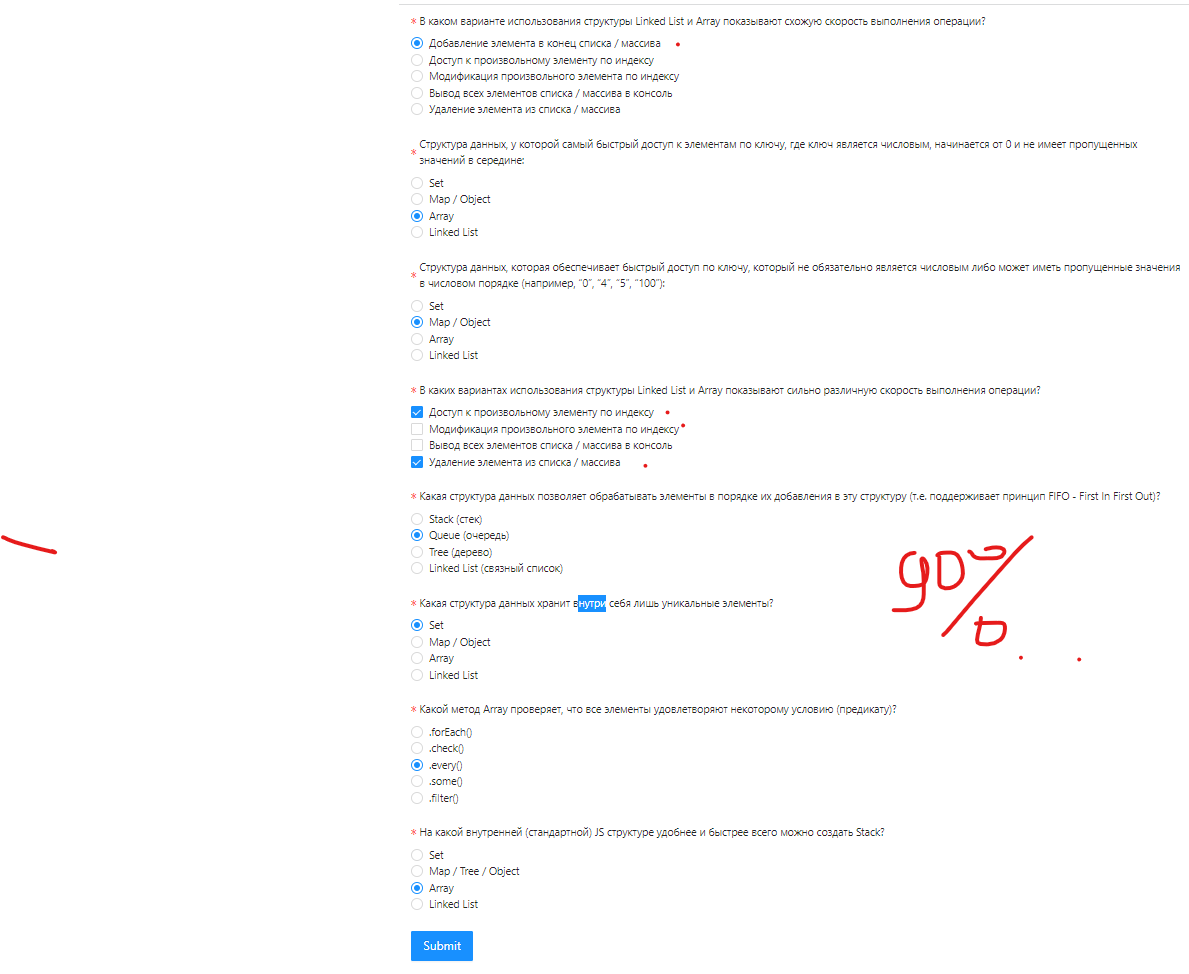 * В каком варианте использования структуры Linked List и Array показывают схожую скорость выполнения операции?
Добавление элемента в конец списка / массива
Доступ к произвольному элементу по индексу
Модификация произвольного элемента по индексу
Вывод всех элементов списка / массива в консоль
Удаление элемента из списка / массива
* Структура данных, у которой самый быстрый доступ к элементам по ключу, где ключ является числовым, начинается от 0 и не имеет пропущенных
значений в середине:
Set
Map / Object
Array
Linked List
* Структура данных, которая обеспечивает быстрый доступ по ключу, который не обязательно является числовым либо может иметь пропущенные значения
в числовом порядке (например, "0", "4", "5", "100"):
Set
Map / Object
Array
Linked List
* В каких вариантах использования структуры Linked List и Array показывают сильно различную скорость выполнения операции?
Доступ к произвольному элементу по индексу
Модификация произвольного элемента по индексу
Вывод всех элементов списка / массива в консоль
Удаление элемента из списка / массива
* Какая структура данных позволяет обрабатывать элементы в порядке их добавления в эту структуру (т.е. поддерживает принцип FIFO - First In First Out)?
Stack (стек)
Queue (очередь)
Tree (дерево)
Linked List (связный список)
90%
* Какая структура данных хранит внутри себя лишь уникальные элементы?
Set
Map / Object
Array
Linked List
* Какой метод Array проверяет, что все элементы удовлетворяют некоторому условию (предикату)?
.forEach()
.check()
.every()
.some()
.filter()
* На какой внутренней (стандартной) JS структуре удобнее и быстрее всего можно создать Stack?
Set
Map / Tree / Object
Array
Linked List
Submit